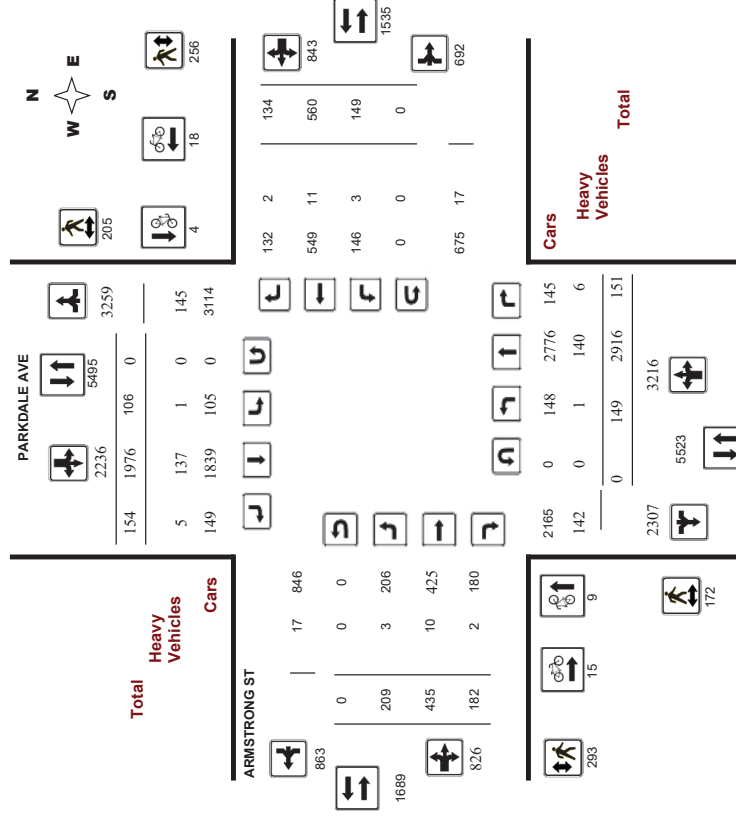 PARKDALE AVE
N
W E
S
2236 5495 3259
205 256
4 18
154 1976 106 0
5 137 1 0 145
149 1839 105 0 3114
Total
Heavy
Vehicles
Cars
ARMSTRONG ST
863
1689
826
17 846
0 0 0
209 3 206
435 10 425
182 2 180
132 2 134
549 11 560
146 3 149
0 0 0
675 17
843
1535
692
Cars
Heavy
Vehicles
Total
2165 0 148 2776 145
142 0 1 140 6
0 149 2916 151
2307 5523 3216
293 15 9
172